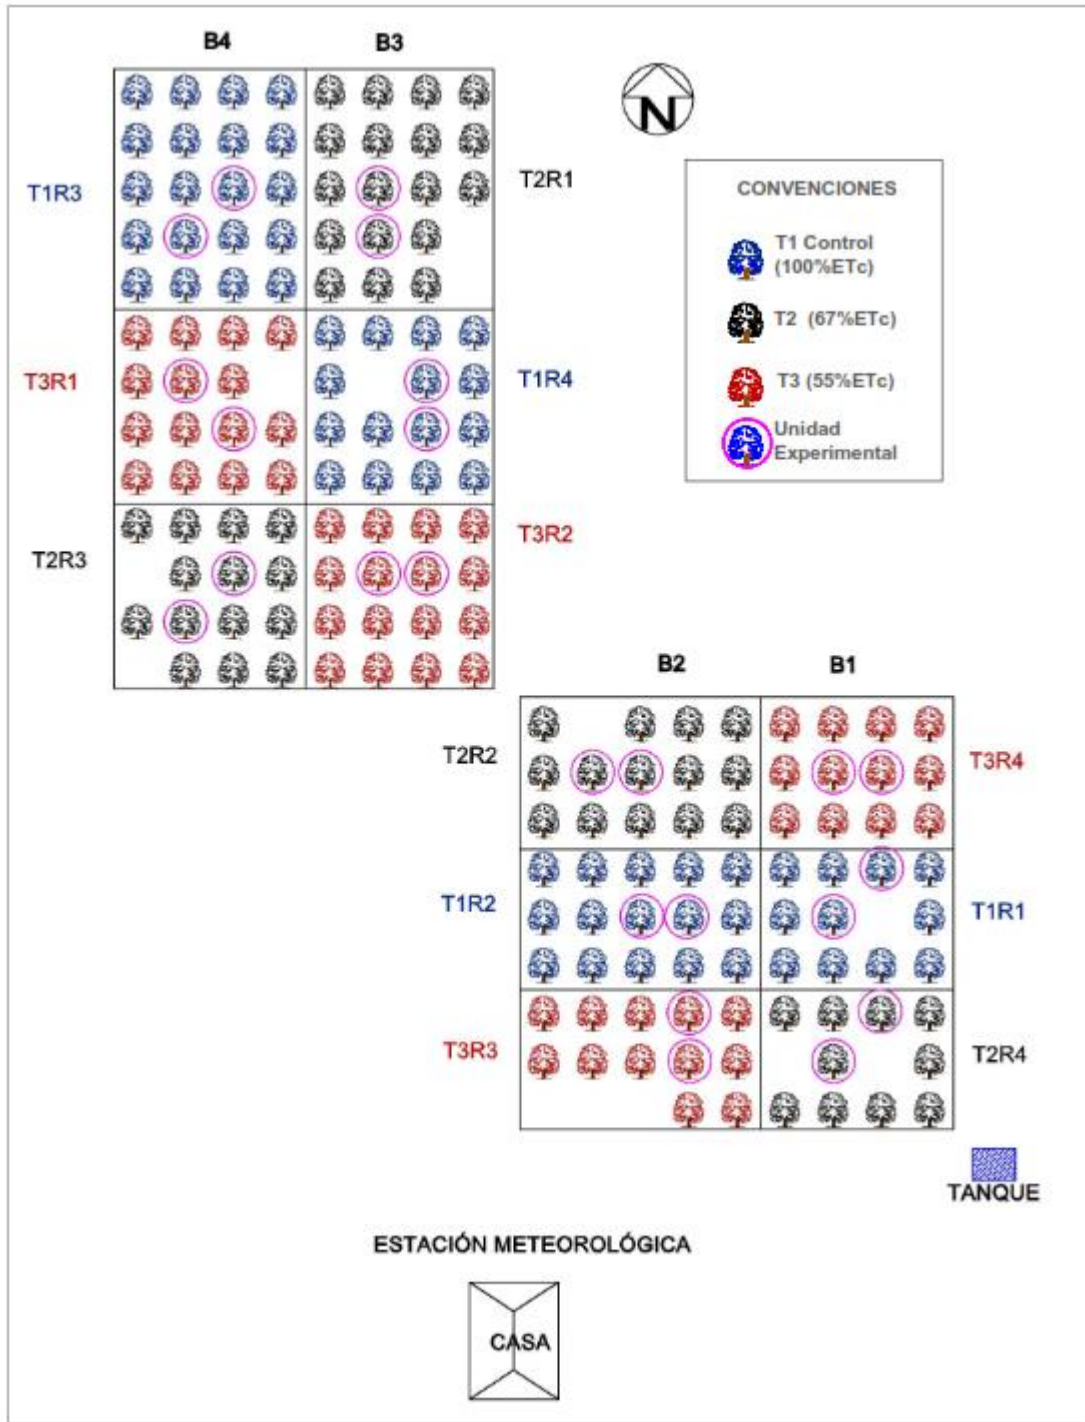 B4
B3
N
CONVENCIONES
T1 Control
(100%ETc)
T2 (67%ETc)
T3 (55%ETc)
Unidad
Experimental
T1R3
T2R1
T3R1
T1R4
T2R3
T3R2
B2
B1
T2R2
T3R4
T1R2
T1R1
T3R3
T2R4
TANQUE
ESTACIÓN METEOROLÓGICA
CASA